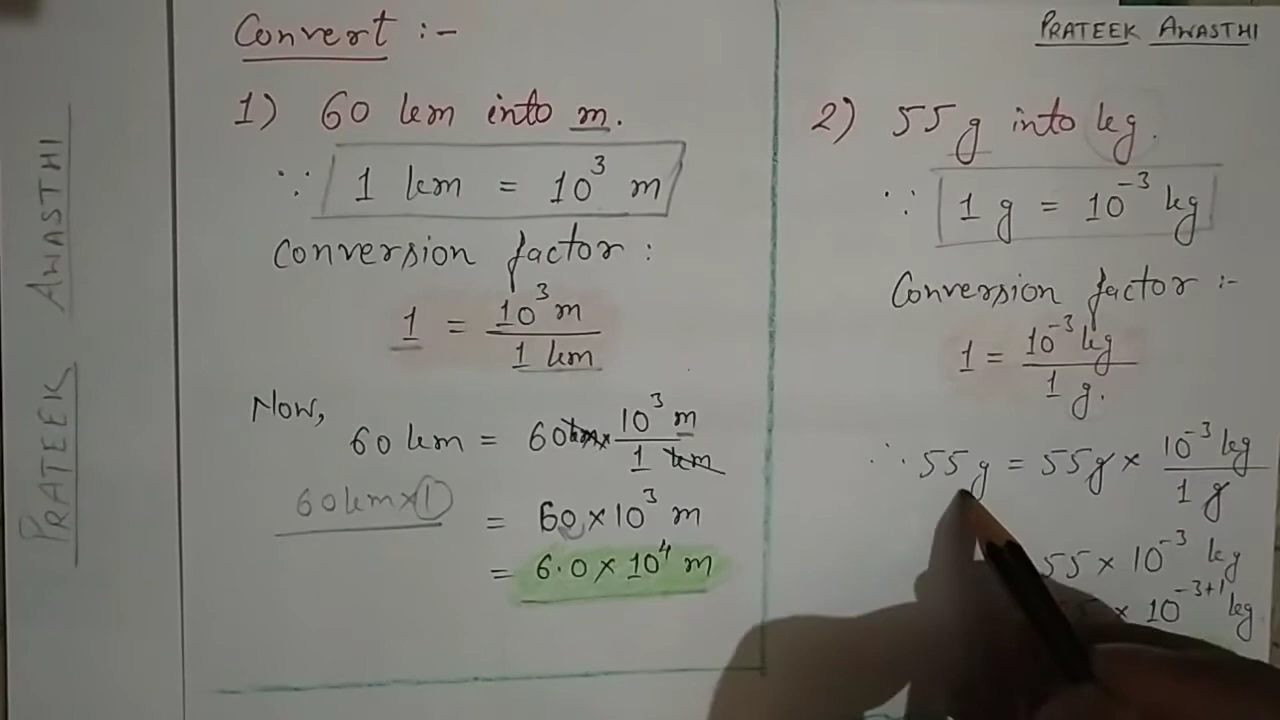 PRATEEK AWASTHI
Convert :-
1) 60 km into m.
∵ 1 km = 10³ m
Conversion factor :
1 = 10³ m / 1 km
Now,
60 km = 60 km × 10³ m / 1 km
60 km × 1
= 60 × 10³ m
= 6.0 × 10⁴ m
PRATEEK AWASTHI
2) 55 g into kg.
∵ 1 g = 10⁻³ kg
Conversion factor :-
1 = 10⁻³ kg / 1 g.
∴ 55 g = 55 g × 10⁻³ kg / 1 g
55 × 10⁻³ kg
× 10⁻³⁺¹ kg.